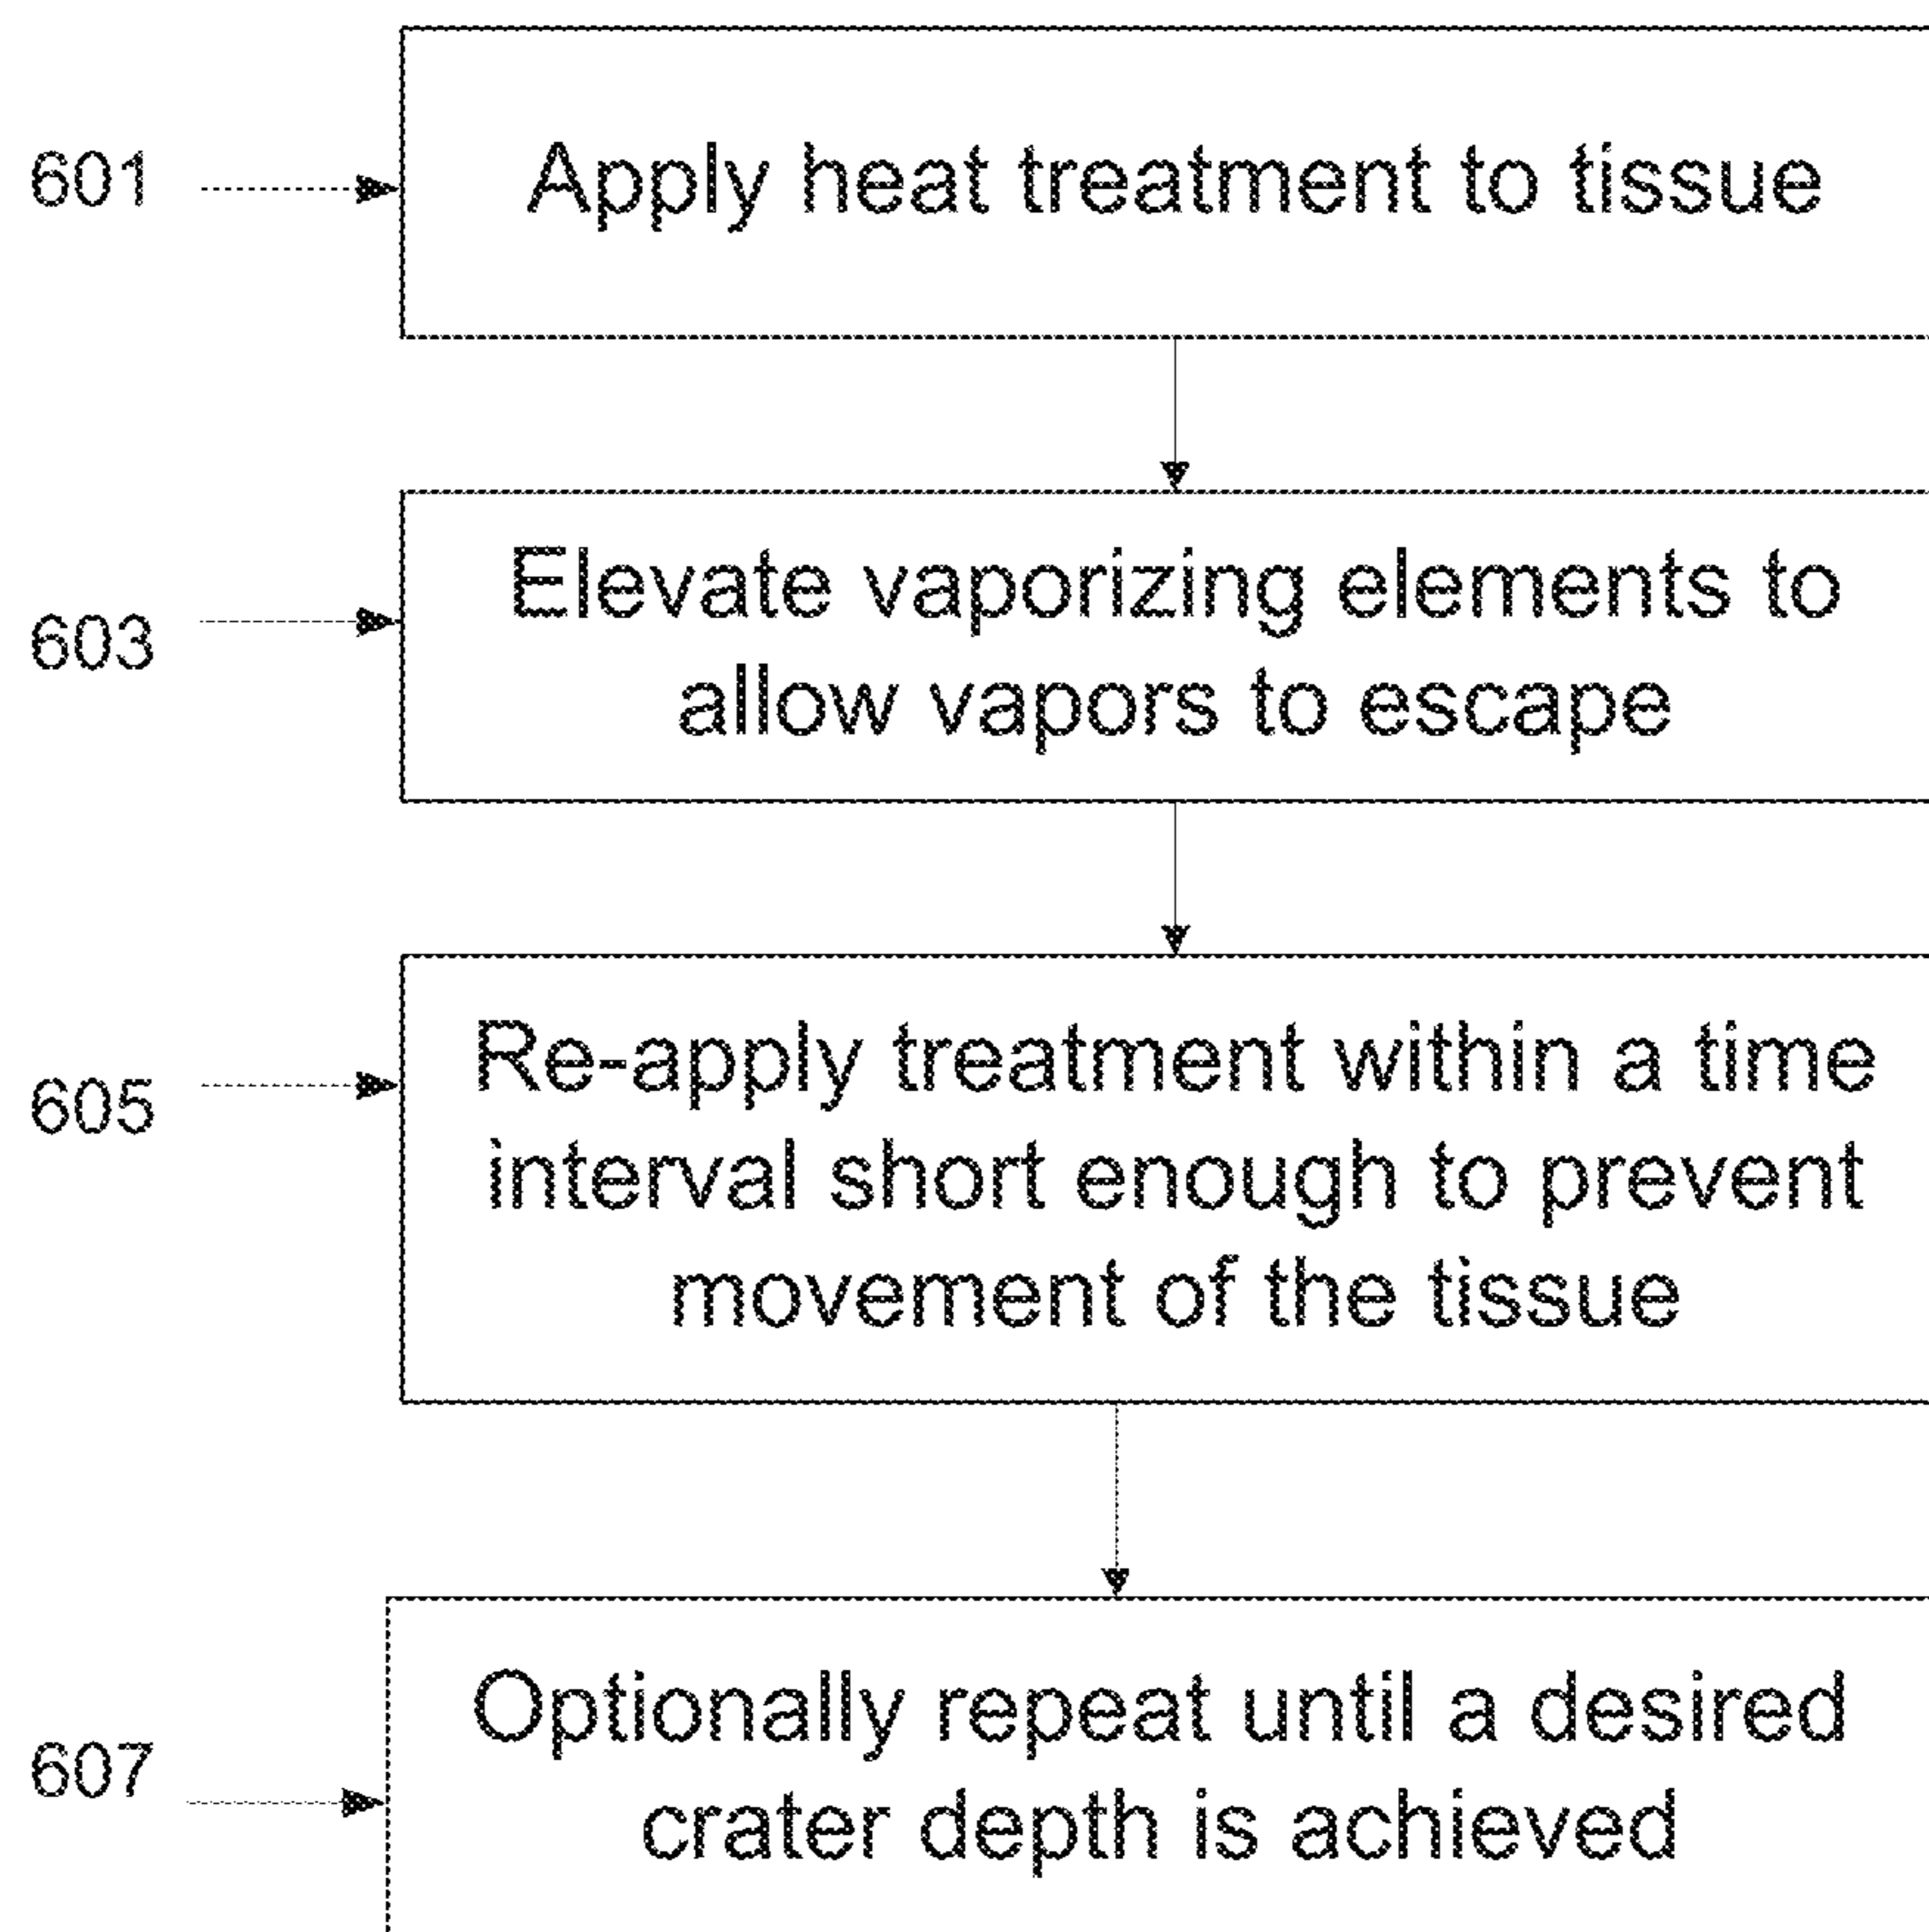 601
Apply heat treatment to tissue
603
Elevate vaporizing elements to
allow vapors to escape
605
Re-apply treatment within a time
interval short enough to prevent
movement of the tissue
607
Optionally repeat until a desired
crater depth is achieved